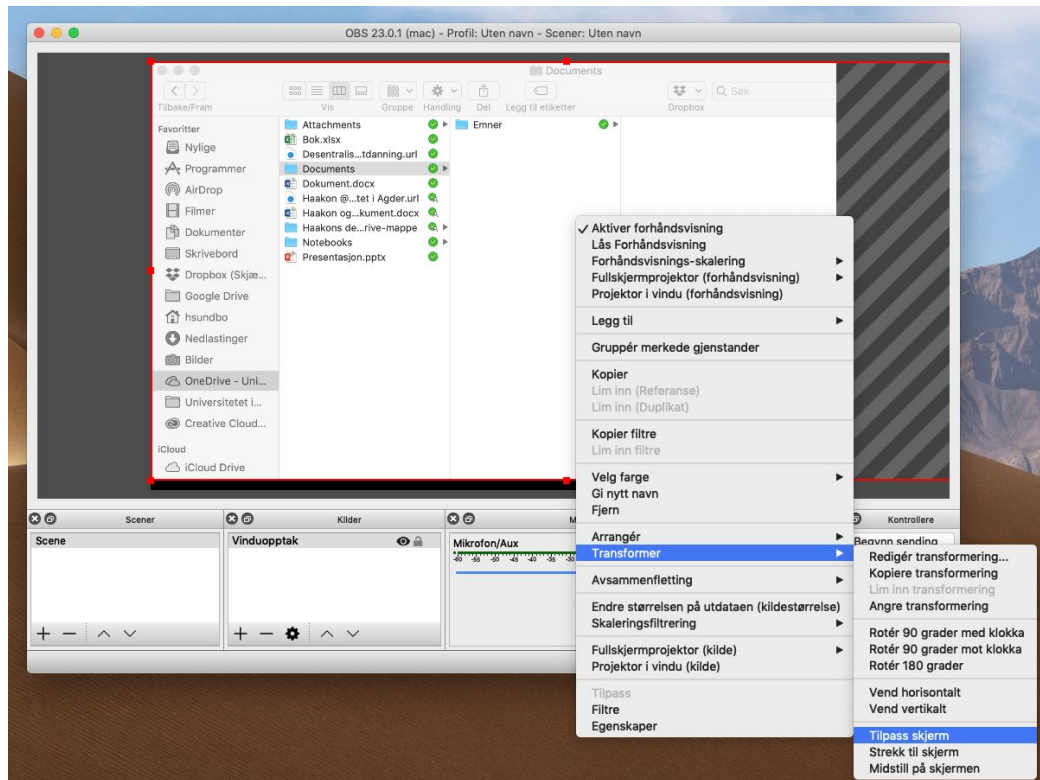 OBS 23.0.1 (mac) - Profil: Uten navn - Scener: Uten navn
Documents
Søk
Tilbake/Fram
Vis
Gruppe
Handling
Del
Legg til etiketter
Dropbox
Favoritter
Nylige
Programmer
AirDrop
Filmer
Dokumenter
Skrivebord
Dropbox (Skjæ...
Google Drive
hsundbo
Nedlastinger
Bilder
OneDrive - Uni...
Universitetet i...
Creative Cloud...
iCloud
iCloud Drive
Attachments
Bok.xlsx
Desentralis...tdanning.url
Documents
Dokument.docx
Haakon @...tet i Agder.url
Haakon og...kument.docx
Haakons de...rive-mappe
Notebooks
Presentasjon.pptx
Emner
Aktiver forhåndsvisning
Lås Forhåndsvisning
Forhåndsvisnings-skalering
Fullskjermprojektor (forhåndsvisning)
Projektor i vindu (forhåndsvisning)
Legg til
Gruppér merkede gjenstander
Kopier
Lim inn (Referanse)
Lim inn (Duplikat)
Kopier filtre
Lim inn filtre
Velg farge
Gi nytt navn
Fjern
Arrangér
Transformer
Avsammenfletting
Endre størrelsen på utdataen (kildestørrelse)
Skaleringsfiltrering
Fullskjermprojektor (kilde)
Projektor i vindu (kilde)
Tilpass
Filtre
Egenskaper
Redigér transformering...
Kopiere transformering
Lim inn transformering
Angre transformering
Rotér 90 grader med klokka
Rotér 90 grader mot klokka
Rotér 180 grader
Vend horisontalt
Vend vertikalt
Tilpass skjerm
Strekk til skjerm
Midstill på skjermen
Scener
Kilder
M
Kontrollere
Scene
Vinduopptak
Mikrofon/Aux
-60 -55 -50 -45 -40 -35 -30
Begynn sending